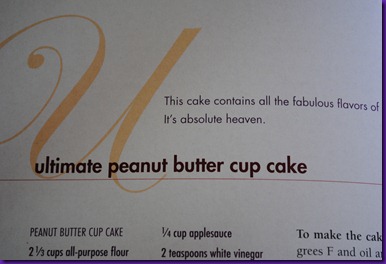 This cake contains all the fabulous flavors of
It's absolute heaven.
ultimate peanut butter cup cake
PEANUT BUTTER CUP CAKE
2 ⅓ cups all-purpose flour
¼ cup applesauce
2 teaspoons white vinegar
To make the cak
grees F and oil a